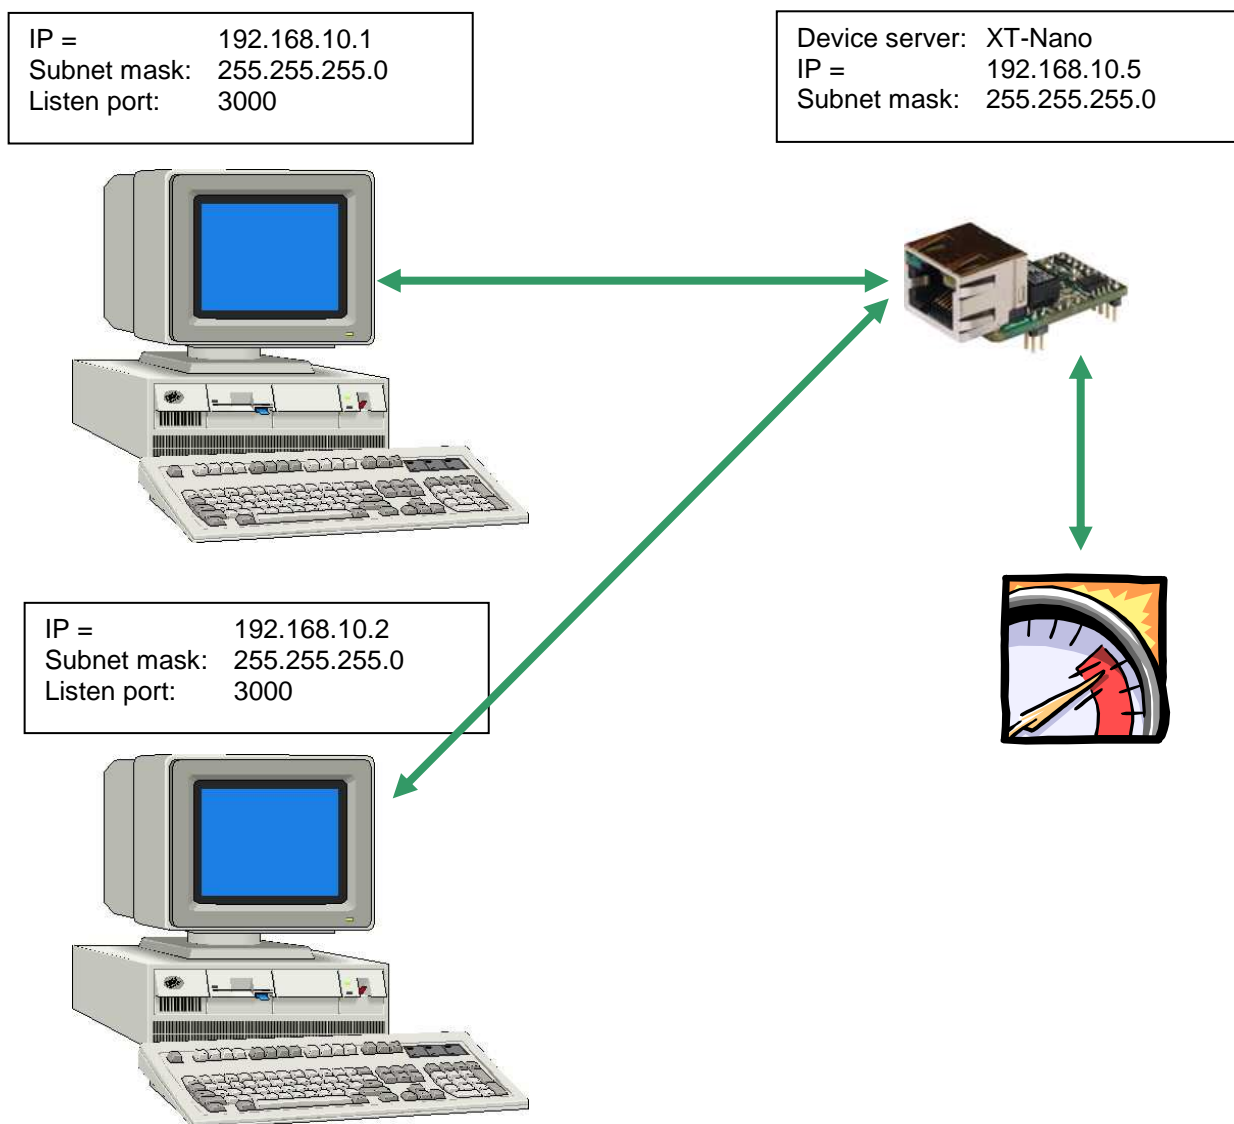 IP = 192.168.10.1
Subnet mask: 255.255.255.0
Listen port: 3000
Device server: XT-Nano
IP = 192.168.10.5
Subnet mask: 255.255.255.0
IP = 192.168.10.2
Subnet mask: 255.255.255.0
Listen port: 3000